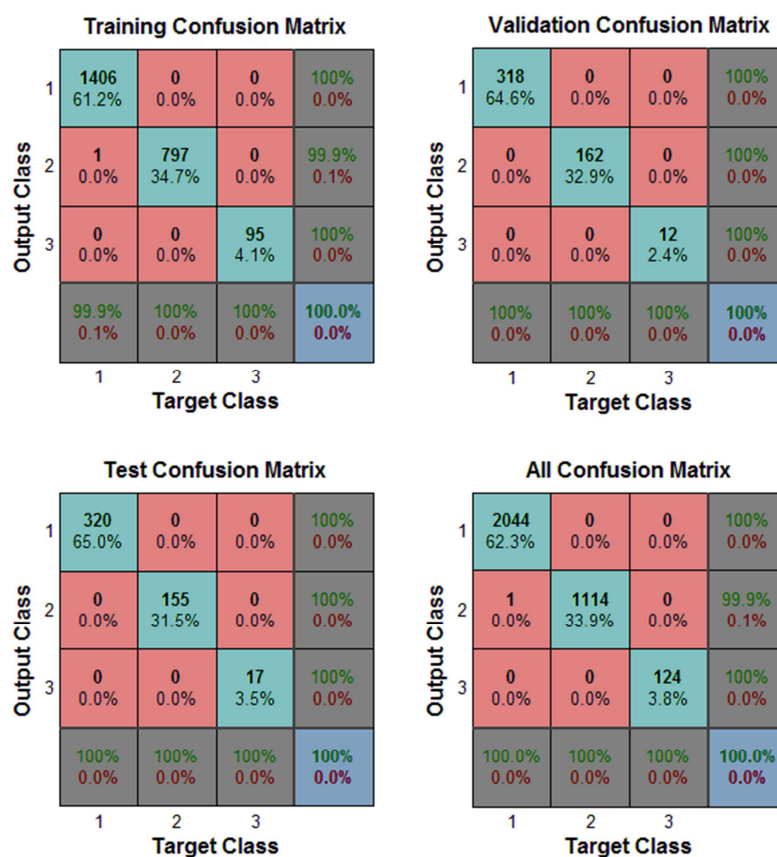 Training Confusion Matrix
Output Class
1
1406 0 0 100%
61.2% 0.0% 0.0% 0.0%
2
1 797 0 99.9%
0.0% 34.7% 0.0% 0.1%
3
0 0 95 100%
0.0% 0.0% 4.1% 0.0%
99.9% 100% 100% 100.0%
0.1% 0.0% 0.0% 0.0%
1 2 3
Target Class
Validation Confusion Matrix
Output Class
1
318 0 0 100%
64.6% 0.0% 0.0% 0.0%
2
0 162 0 100%
0.0% 32.9% 0.0% 0.0%
3
0 0 12 100%
0.0% 0.0% 2.4% 0.0%
100% 100% 100% 100%
0.0% 0.0% 0.0% 0.0%
1 2 3
Target Class
Test Confusion Matrix
Output Class
1
320 0 0 100%
65.0% 0.0% 0.0% 0.0%
2
0 155 0 100%
0.0% 31.5% 0.0% 0.0%
3
0 0 17 100%
0.0% 0.0% 3.5% 0.0%
100% 100% 100% 100%
0.0% 0.0% 0.0% 0.0%
1 2 3
Target Class
All Confusion Matrix
Output Class
1
2044 0 0 100%
62.3% 0.0% 0.0% 0.0%
2
1 1114 0 99.9%
0.0% 33.9% 0.0% 0.1%
3
0 0 124 100%
0.0% 0.0% 3.8% 0.0%
100.0% 100% 100% 100.0%
0.0% 0.0% 0.0% 0.0%
1 2 3
Target Class